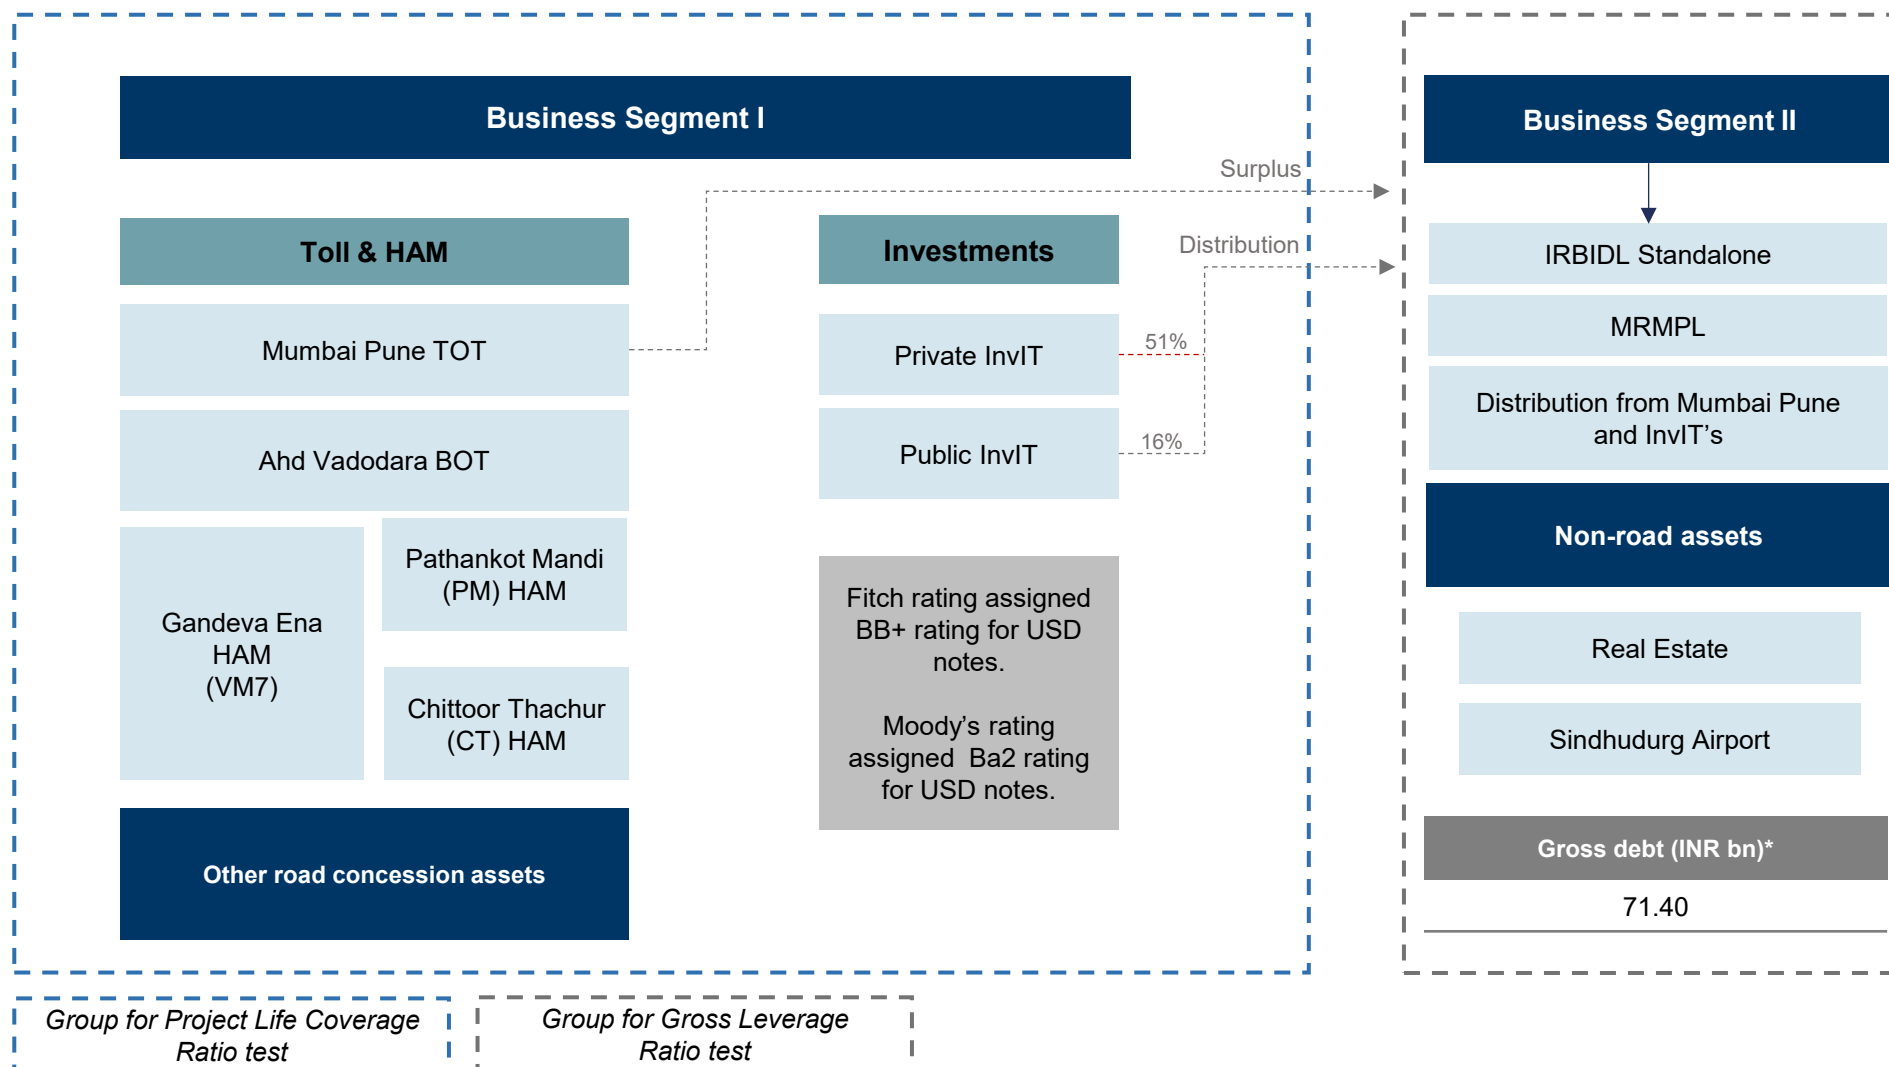 Business Segment I
Surplus
Distribution
Toll & HAM
Mumbai Pune TOT
Ahd Vadodara BOT
Gandeva Ena
HAM
(VM7)
Pathankot Mandi
(PM) HAM
Chittoor Thachur
(CT) HAM
Other road concession assets
Investments
Private InvIT
51%
Public InvIT
16%
Fitch rating assigned
BB+ rating for USD
notes.
Moody’s rating
assigned Ba2 rating
for USD notes.
Business Segment II
IRBIDL Standalone
MRMPL
Distribution from Mumbai Pune
and InvIT’s
Non-road assets
Real Estate
Sindhudurg Airport
Gross debt (INR bn)*
71.40
Group for Project Life Coverage
Ratio test
Group for Gross Leverage
Ratio test